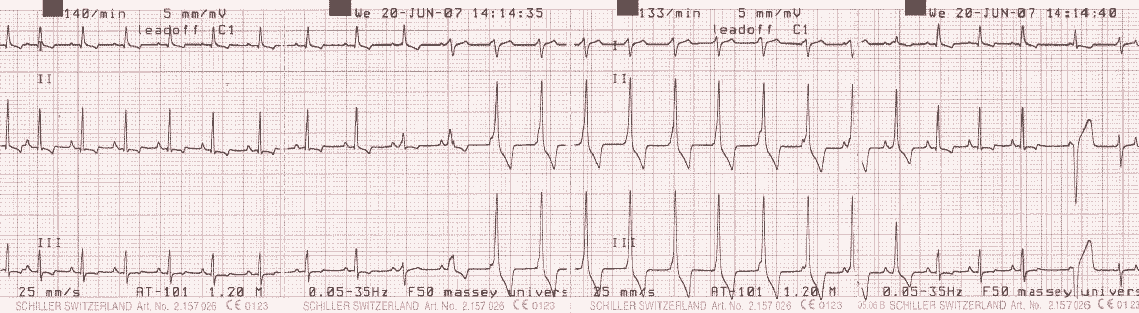 140/min 5 mm/mV We 20-JUN-07 14:14:35 133/min 5 mm/mV We 20-JUN-07 14:14:40
leadoff C1 leadoff C1
I
II II
III III
25 mm/s AT-101 1.20 M 0.05-35Hz F50 massey univers 25 mm/s AT-101 1.20 M 0.05-35Hz F50 massey univers
SCHILLER SWITZERLAND Art. No. 2.157 026 CE 0123 SCHILLER SWITZERLAND Art. No. 2.157 026 CE 0123 SCHILLER SWITZERLAND Art. No. 2.157 026 CE 0123 SCHILLER SWITZERLAND Art. No. 2.157 026 CE 0123